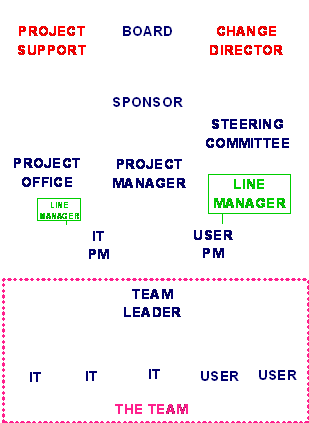 PROJECT
SUPPORT
BOARD
CHANGE
DIRECTOR
SPONSOR
STEERING
COMMITTEE
PROJECT
OFFICE
PROJECT
MANAGER
LINE
MANAGER
LINE
MANAGER
IT
PM
USER
PM
TEAM
LEADER
IT
IT
IT
USER
USER
THE TEAM